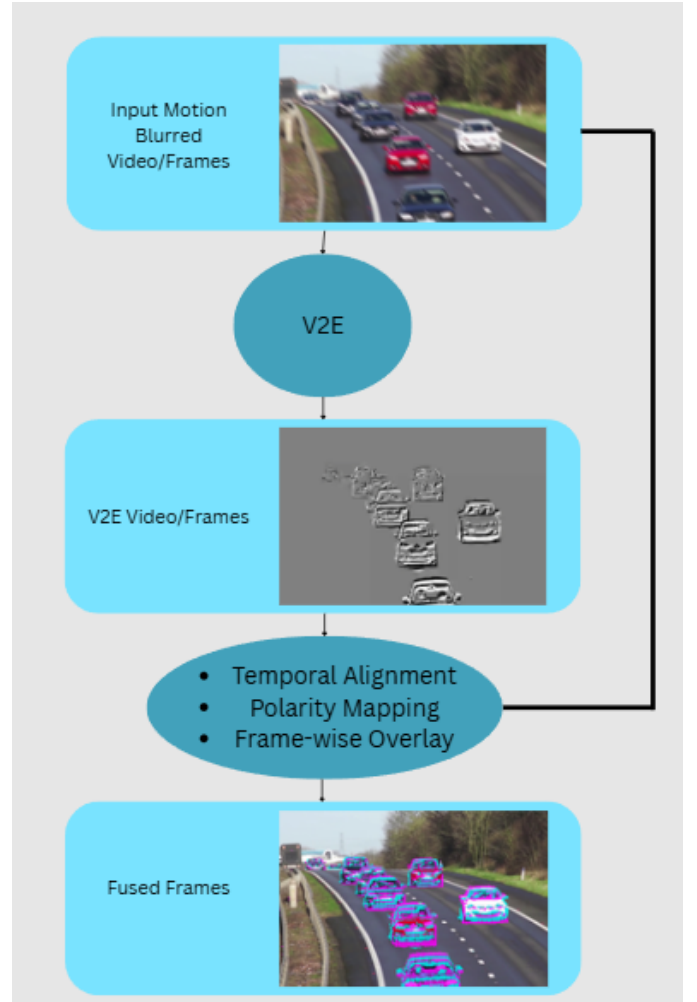 Input Motion
Blurred
Video/Frames
V2E
V2E Video/Frames
• Temporal Alignment
• Polarity Mapping
• Frame-wise Overlay
Fused Frames